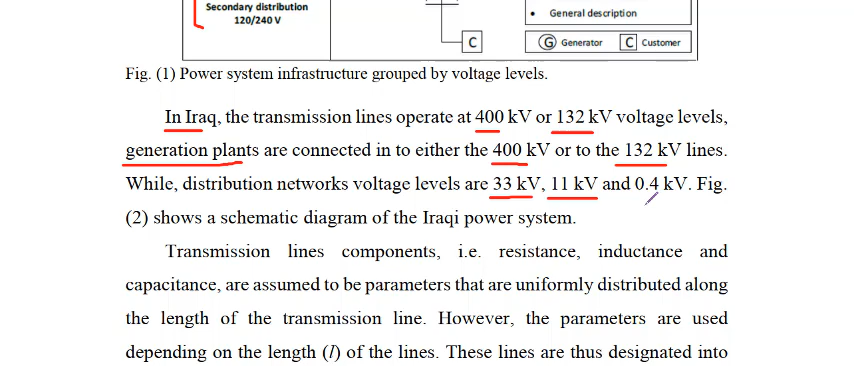 Secondary distribution
120/240 V
• General description
C
G Generator C Customer
Fig. (1) Power system infrastructure grouped by voltage levels.
In Iraq, the transmission lines operate at 400 kV or 132 kV voltage levels,
generation plants are connected in to either the 400 kV or to the 132 kV lines.
While, distribution networks voltage levels are 33 kV, 11 kV and 0.4 kV. Fig.
(2) shows a schematic diagram of the Iraqi power system.
Transmission lines components, i.e. resistance, inductance and
capacitance, are assumed to be parameters that are uniformly distributed along
the length of the transmission line. However, the parameters are used
depending on the length (l) of the lines. These lines are thus designated into